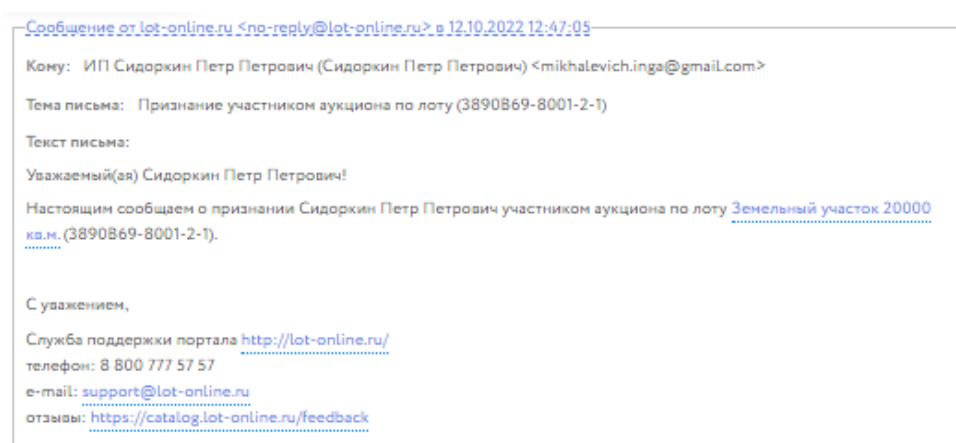 Сообщение от lot-online.ru <no-reply@lot-online.ru> в 12.10.2022 12:47:05
Кому: ИП Сидоркин Петр Петрович (Сидоркин Петр Петрович) <mikhalevich.inga@gmail.com>
Тема письма: Признание участником аукциона по лоту (3890B69-8001-2-1)
Текст письма:
Уважаемый(ая) Сидоркин Петр Петрович!
Настоящим сообщаем о признании Сидоркин Петр Петрович участником аукциона по лоту Земельный участок 20000
кв.м. (3890B69-8001-2-1).
С уважением,
Служба поддержки портала http://lot-online.ru/
телефон: 8 800 777 57 57
e-mail: support@lot-online.ru
отзывы: https://catalog.lot-online.ru/feedback